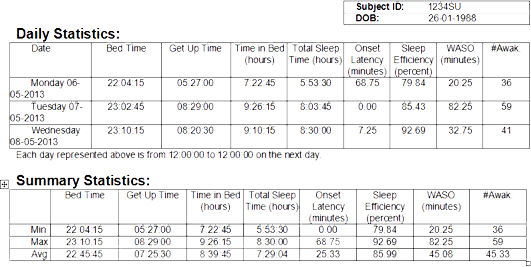 Subject ID: 1234SU
DOB: 26-01-1988
Daily Statistics:
Date Bed Time Get Up Time Time in Bed (hours) Total Sleep Time (hours) Onset Latency (minutes) Sleep Efficiency (percent) WASO (minutes) #Awak
Monday 06-05-2013 22:04:15 05:27:00 7:22:45 5:53:30 68.75 79.84 20.25 36
Tuesday 07-05-2013 23:02:45 08:29:00 9:26:15 8:03:45 0.00 85.43 82.25 59
Wednesday 08-05-2013 23:10:15 08:20:30 9:10:15 8:30:00 7.25 92.69 32.75 41
Each day represented above is from 12:00:00 to 12:00:00 on the next day.
Summary Statistics:
Bed Time Get Up Time Time in Bed (hours) Total Sleep Time (hours) Onset Latency (minutes) Sleep Efficiency (percent) WASO (minutes) #Awak
Min 22:04:15 05:27:00 7:22:45 5:53:30 0.00 79.84 20.25 36
Max 23:10:15 08:29:00 9:26:15 8:30:00 68.75 92.69 82.25 59
Avg 22:45:45 07:25:30 8:39:45 7:29:04 25.33 85.99 45.08 45.33